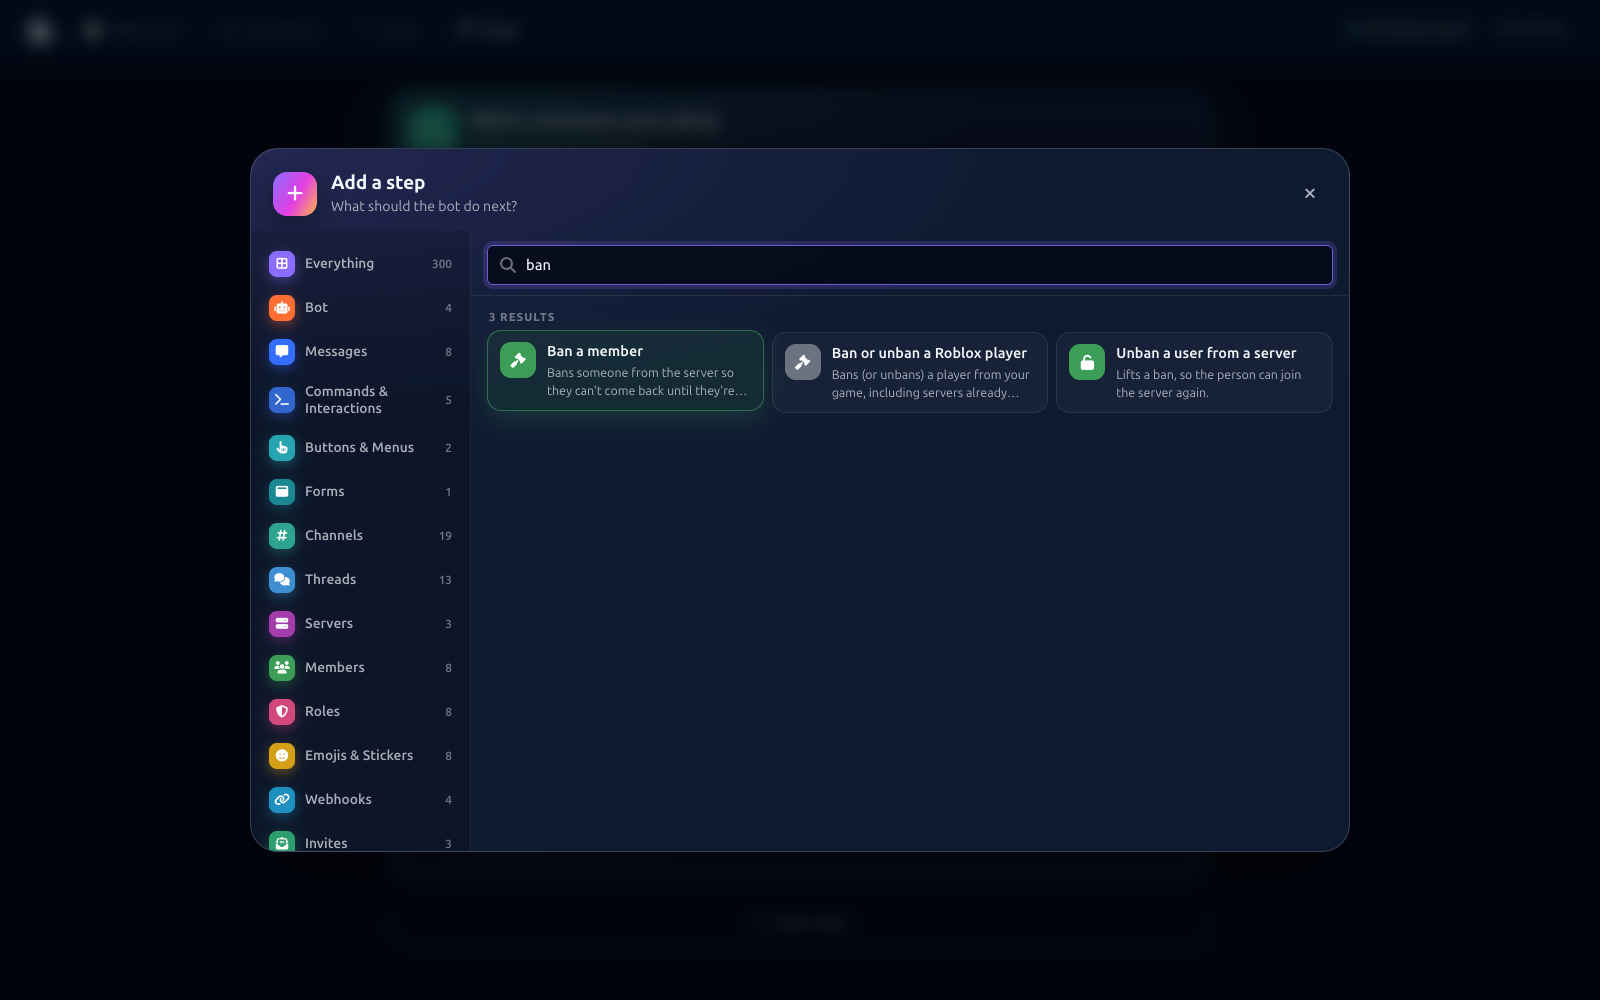 Add a step
What should the bot do next?
Everything 300
Bot 4
Messages 8
Commands &
Interactions 5
Buttons & Menus 2
Forms 1
Channels 19
Threads 13
Servers 3
Members 8
Roles 8
Emojis & Stickers 8
Webhooks 4
Invites 3
ban
3 RESULTS
Ban a member
Bans someone from the server so
they can't come back until they're...
Ban or unban a Roblox player
Bans (or unbans) a player from your
game, including servers already...
Unban a user from a server
Lifts a ban, so the person can join
the server again.